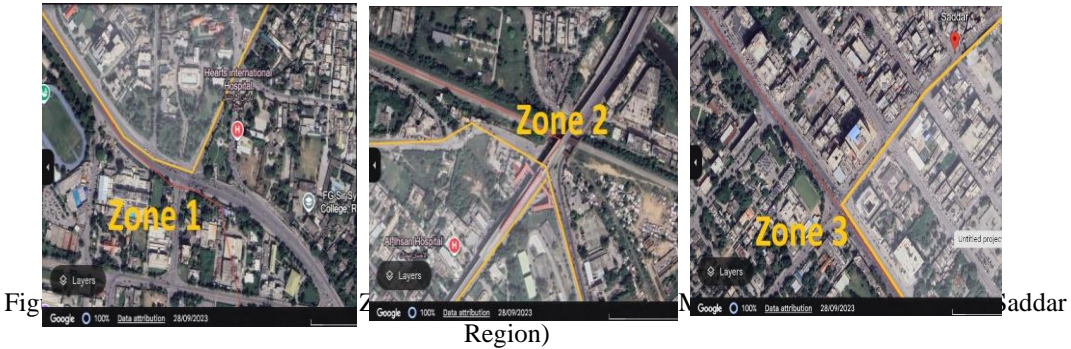 Saddar
Hearts international
Hospital
H
FG Sir Sy
College, R
Zone 1
Zone 2
Zone 3
Al-Ihsan Hospital
H
Untitled projec
Layers
Layers
Layers
Google 100% Data attribution 28/09/2023
Google 100% Data attribution 28/09/2023
Google 100% Data attribution 28/09/2023
Fig
Saddar
Region)